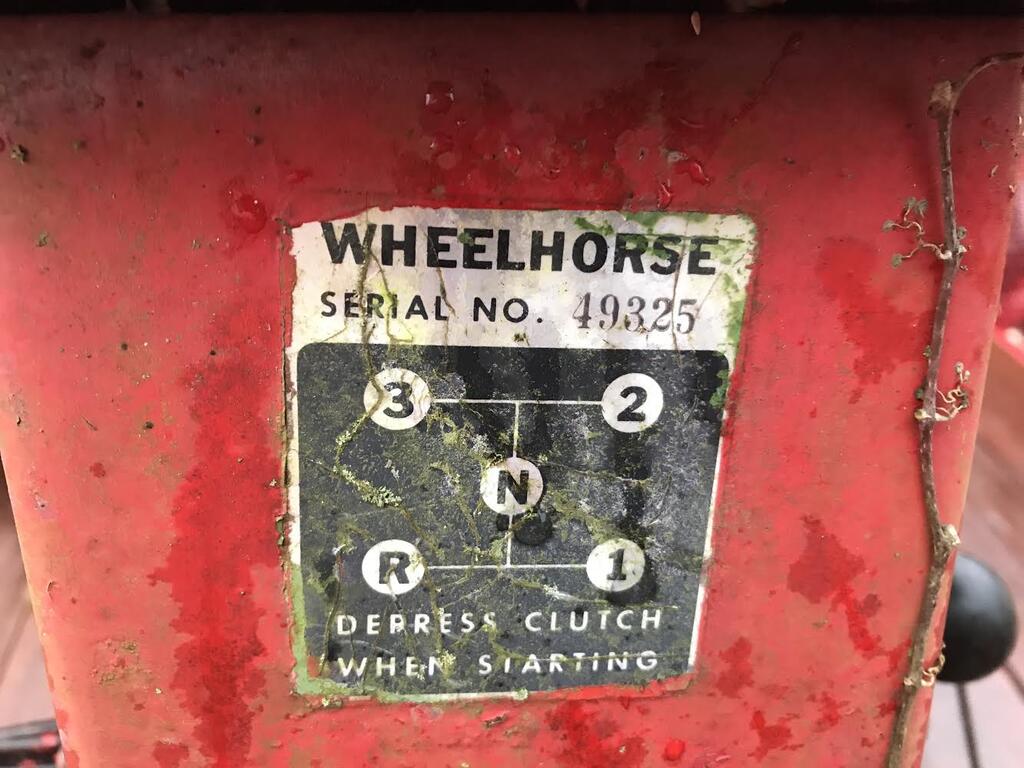 WHEELHORSE
SERIAL NO. 49325
3 2
N
R 1
DEPRESS CLUTCH
WHEN STARTING